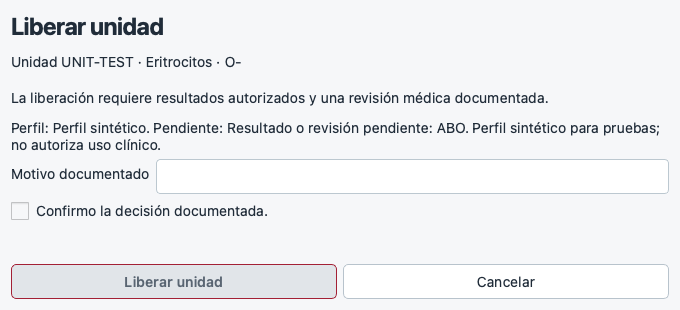 Liberar unidad
Unidad UNIT-TEST · Eritrocitos · O-
La liberación requiere resultados autorizados y una revisión médica documentada.
Perfil: Perfil sintético. Pendiente: Resultado o revisión pendiente: ABO. Perfil sintético para pruebas;
no autoriza uso clínico.
Motivo documentado
Confirmo la decisión documentada.
Liberar unidad
Cancelar